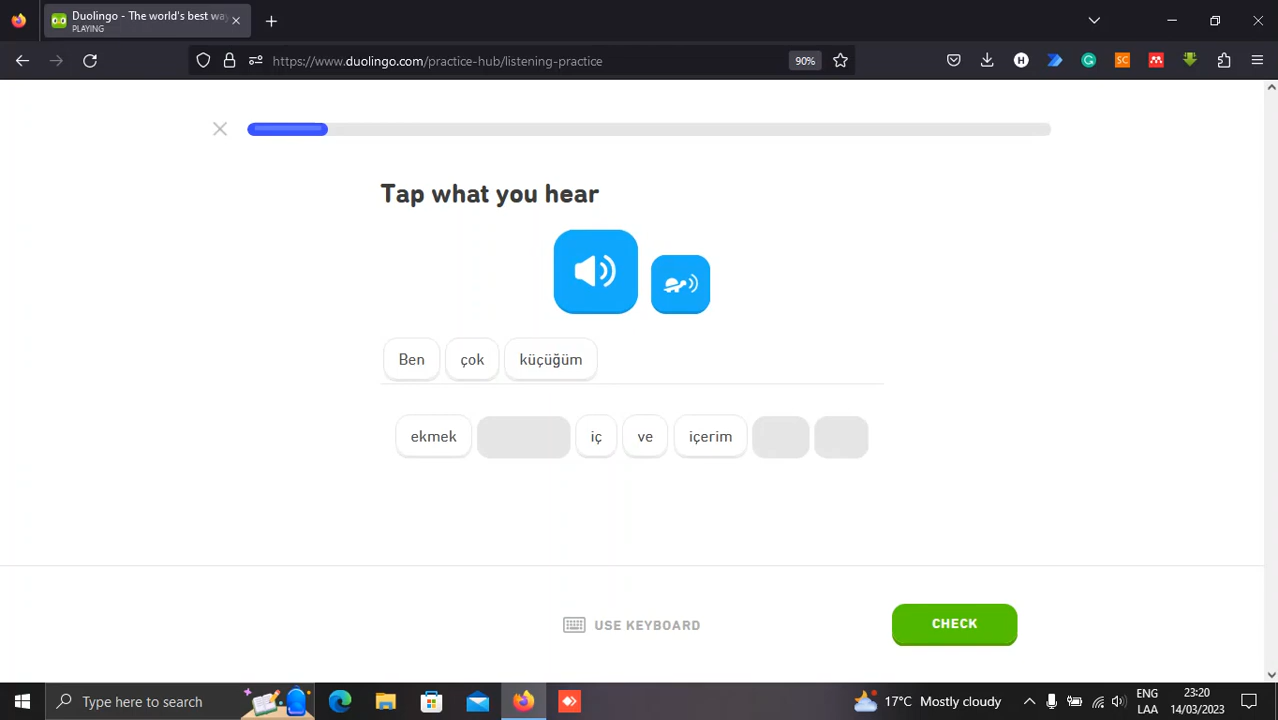 Duolingo - The world's best wa
PLAYING
https://www.duolingo.com/practice-hub/listening-practice
90%
H
SC
Tap what you hear
Ben çok küçüğüm
ekmek iç ve içerim
USE KEYBOARD
CHECK
Type here to search
17°C Mostly cloudy
ENG
LAA
23:20
14/03/2023